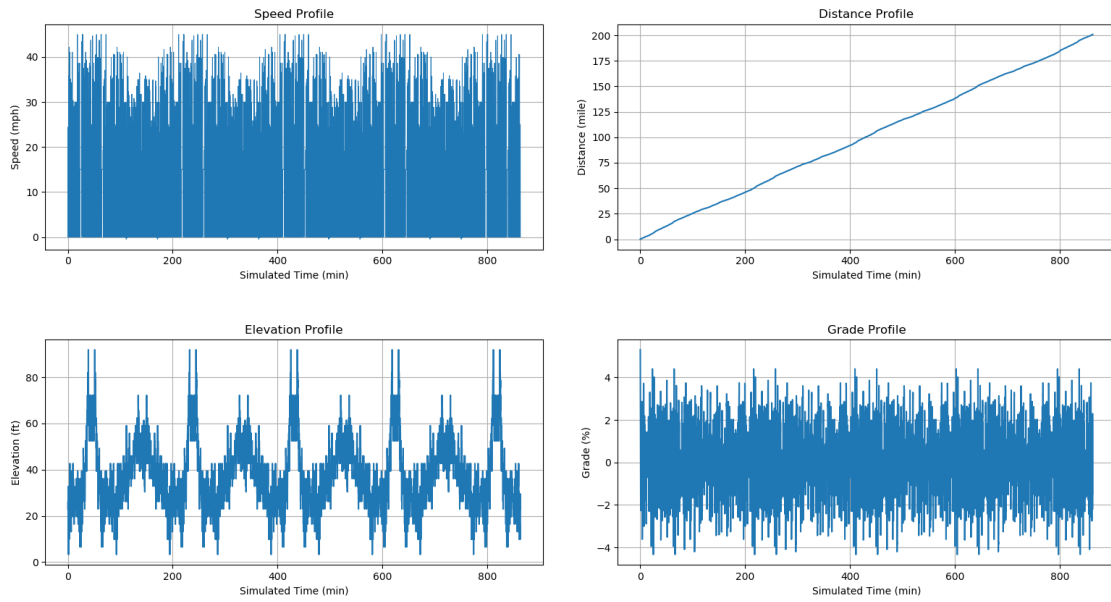 Speed Profile
Speed (mph)
40
30
20
10
0
0 200 400 600 800
Simulated Time (min)
Distance Profile
Distance (mile)
200
175
150
125
100
75
50
25
0
0 200 400 600 800
Simulated Time (min)
Elevation Profile
Elevation (ft)
80
60
40
20
0
0 200 400 600 800
Simulated Time (min)
Grade Profile
Grade (%)
4
2
0
−2
−4
0 200 400 600 800
Simulated Time (min)